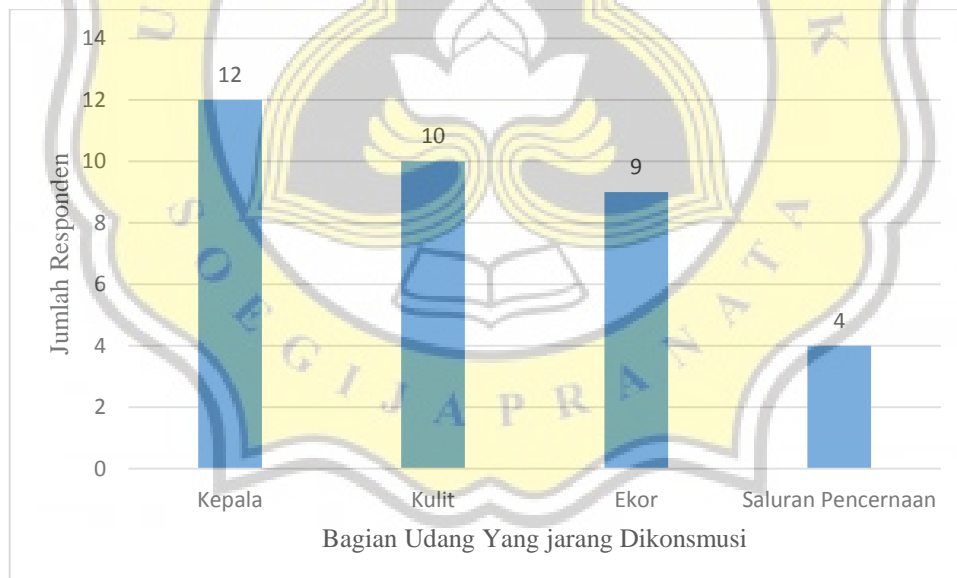 14
12
10
8
6
4
2
0
Jumlah Responden
12
10
9
4
Kepala
Kulit
Ekor
Saluran Pencernaan
Bagian Udang Yang jarang Dikonsmusi
SOEGIJAPRANATA
U
K